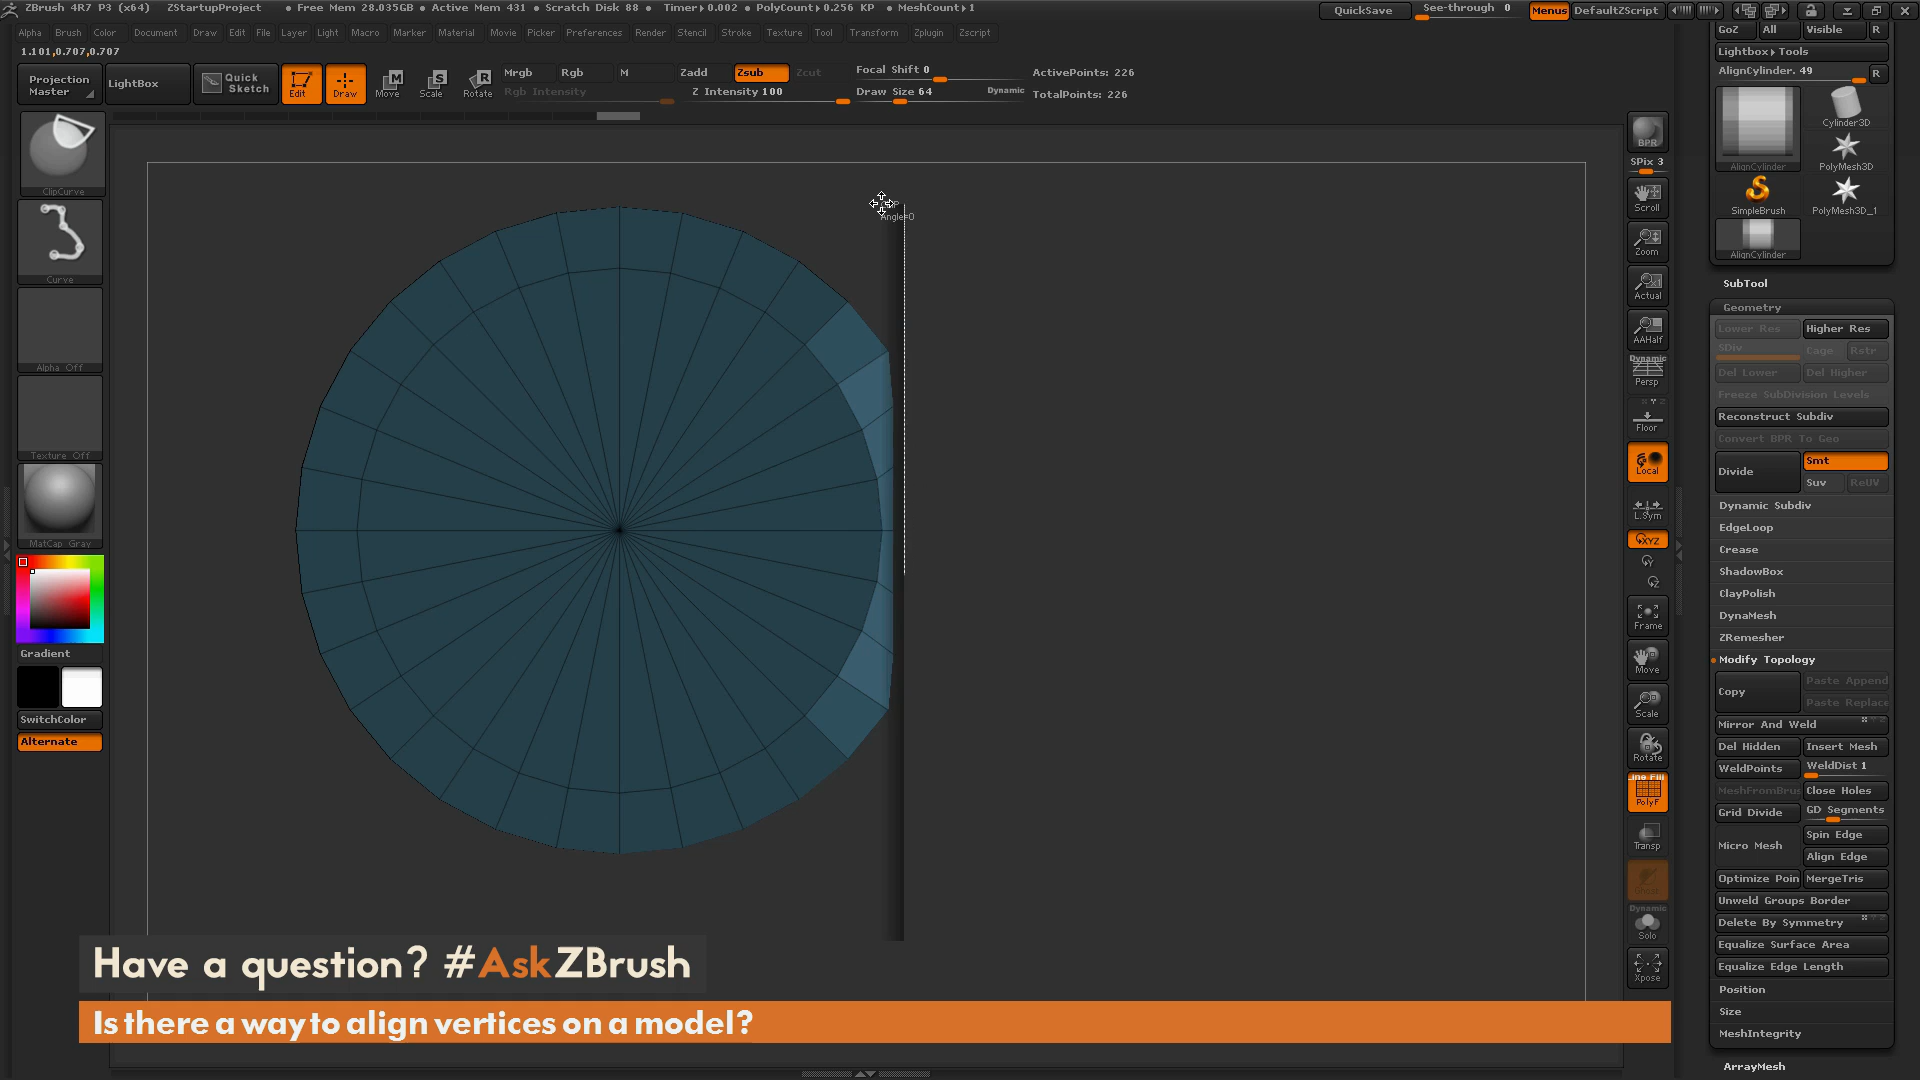 ZBrush 4R7 P3 (x64) ZStartupProject • Free Mem 28.035GB • Active Mem 431 • Scratch Disk 88 • Timer▸0.002 • PolyCount▸0.256 KP • MeshCount▸1
QuickSave See-through 0 Menus DefaultZScript
Alpha Brush Color Document Draw Edit File Layer Light Macro Marker Material Movie Picker Preferences Render Stencil Stroke Texture Tool Transform Zplugin Zscript
1.101,0.707,0.707
Projection Master
LightBox
Quick Sketch
Edit
Draw
Move
Scale
Rotate
Mrgb Rgb M Zadd Zsub Zcut
Rgb Intensity Z Intensity 100
Focal Shift 0
Draw Size 64 Dynamic
ActivePoints: 226
TotalPoints: 226
ClipCurve
Curve
Alpha Off
Texture Off
MatCap Gray
Gradient
SwitchColor
Alternate
Angle=0
BPR
SPix 3
Scroll
Zoom
Actual
AAHalf
Dynamic
Persp
Floor
Local
L.Sym
XYZ
Y
Z
Frame
Move
Scale
Rotate
PolyF
Transp
Ghost
Dynamic
Solo
Xpose
GoZ All Visible R
Lightbox▸Tools
AlignCylinder. 49 R
AlignCylinder
Cylinder3D
PolyMesh3D
SimpleBrush
PolyMesh3D_1
AlignCylinder
SubTool
Geometry
Lower Res Higher Res
SDiv Cage Rstr
Del Lower Del Higher
Freeze SubDivision Levels
Reconstruct Subdiv
Convert BPR To Geo
Divide Smt
Suv ReUV
Dynamic Subdiv
EdgeLoop
Crease
ShadowBox
ClayPolish
DynaMesh
ZRemesher
Modify Topology
Copy Paste Append
Paste Replace
Mirror And Weld
Del Hidden Insert Mesh
WeldPoints WeldDist 1
MeshFromBrus Close Holes
Grid Divide GD Segments
Micro Mesh Spin Edge
Align Edge
Optimize Poin MergeTris
Unweld Groups Border
Delete By Symmetry
Equalize Surface Area
Equalize Edge Length
Position
Size
MeshIntegrity
ArrayMesh
Have a question? #AskZBrush
Is there a way to align vertices on a model?